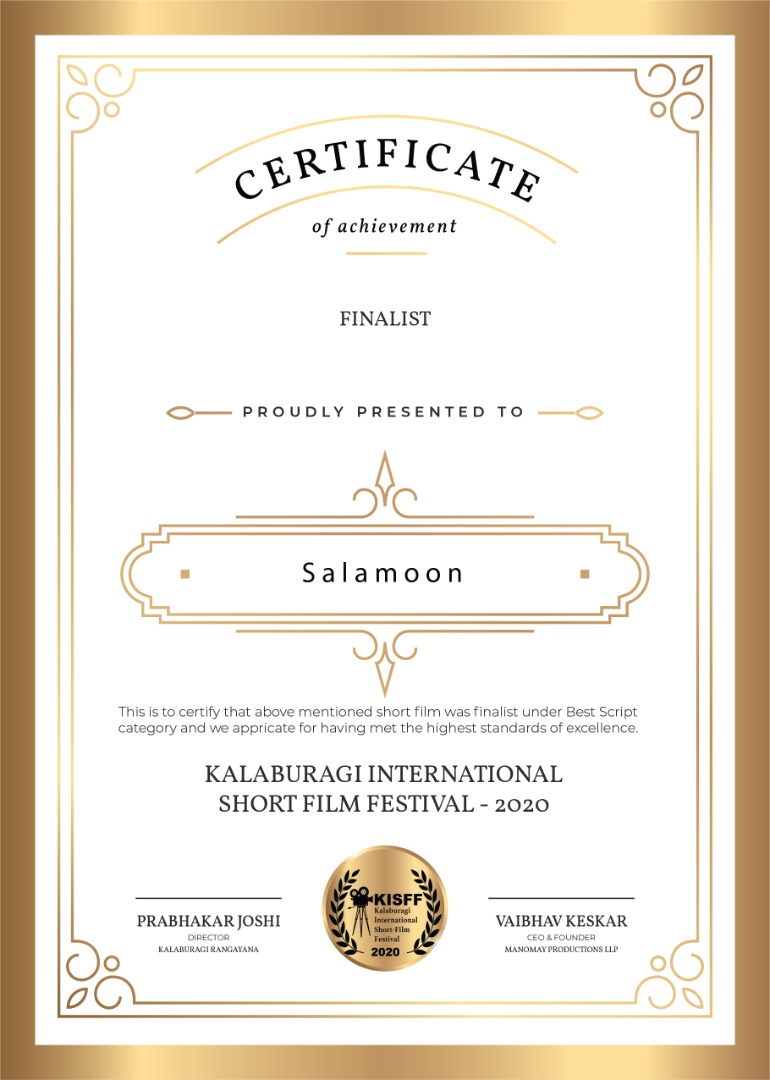 CERTIFICATE
of achievement
FINALIST
PROUDLY PRESENTED TO
Salamoon
This is to certify that above mentioned short film was finalist under Best Script
category and we appricate for having met the highest standards of excellence.
KALABURAGI INTERNATIONAL
SHORT FILM FESTIVAL - 2020
KISFF
Kalaburagi
International
Short-Film
Festival
2020
PRABHAKAR JOSHI
DIRECTOR
KALABURAGI RANGAYANA
VAIBHAV KESKAR
CEO & FOUNDER
MANOMAY PRODUCTIONS LLP